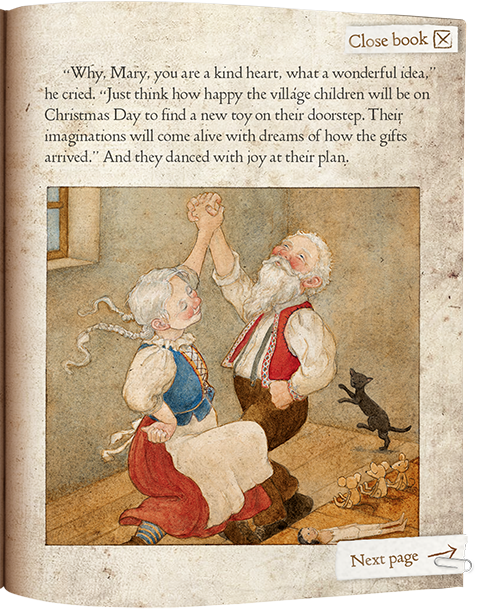 Close book
“Why, Mary, you are a kind heart, what a wonderful idea,”
he cried. “Just think how happy the village children will be on
Christmas Day to find a new toy on their doorstep. Their
imaginations will come alive with dreams of how the gifts
arrived.” And they danced with joy at their plan.
Next page